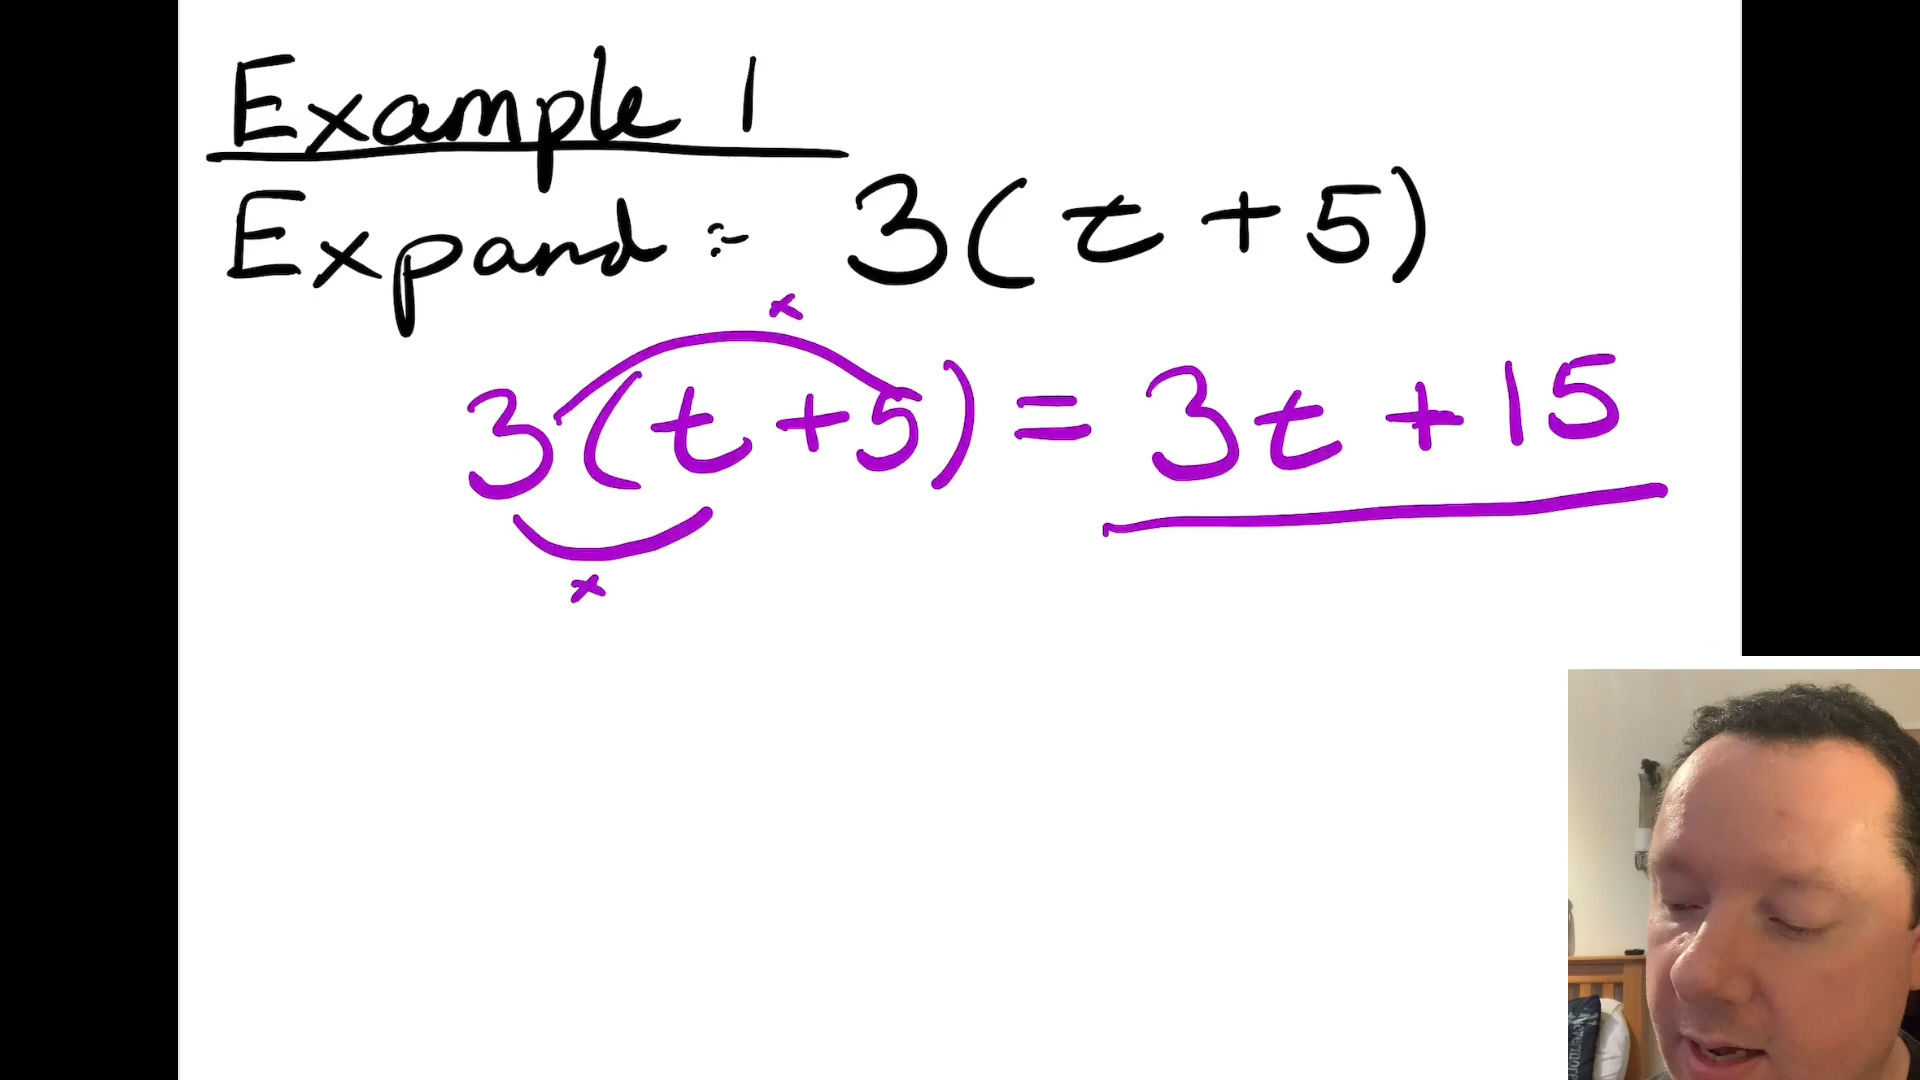 Example 1
Expand :- 3(t+5)
x
3(t+5) = 3t + 15
x